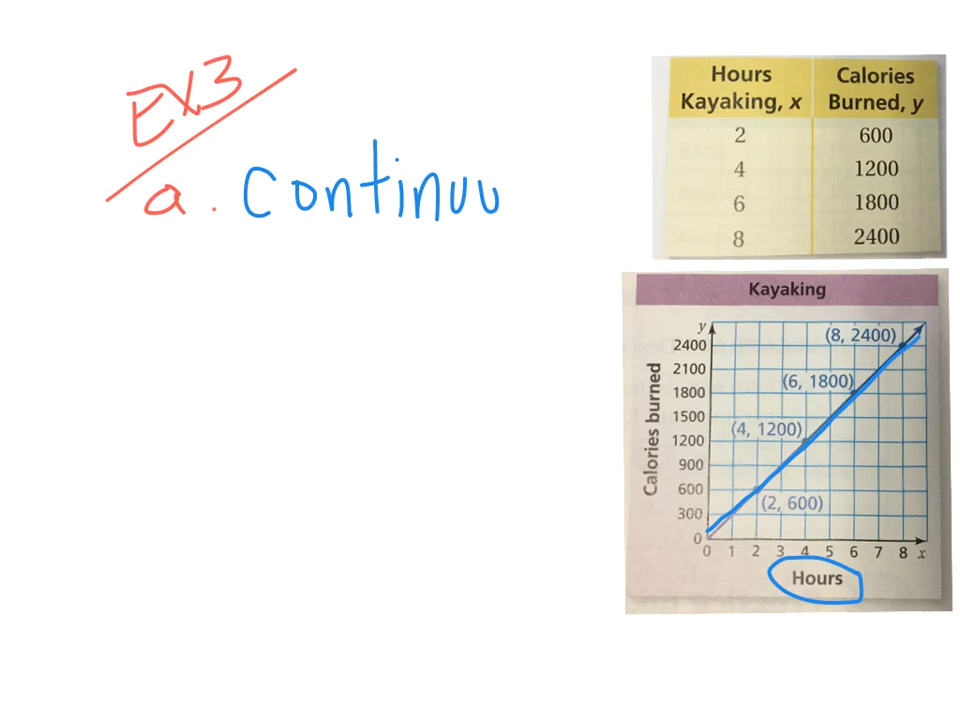 Ex3
a. Continuu
Hours Calories
Kayaking, x Burned, y
2 600
4 1200
6 1800
8 2400
Kayaking
y
2400
2100
1800
1500
1200
900
600
300
0
Calories burned
(8, 2400)
(6, 1800)
(4, 1200)
(2, 600)
0 1 2 3 4 5 6 7 8 x
Hours